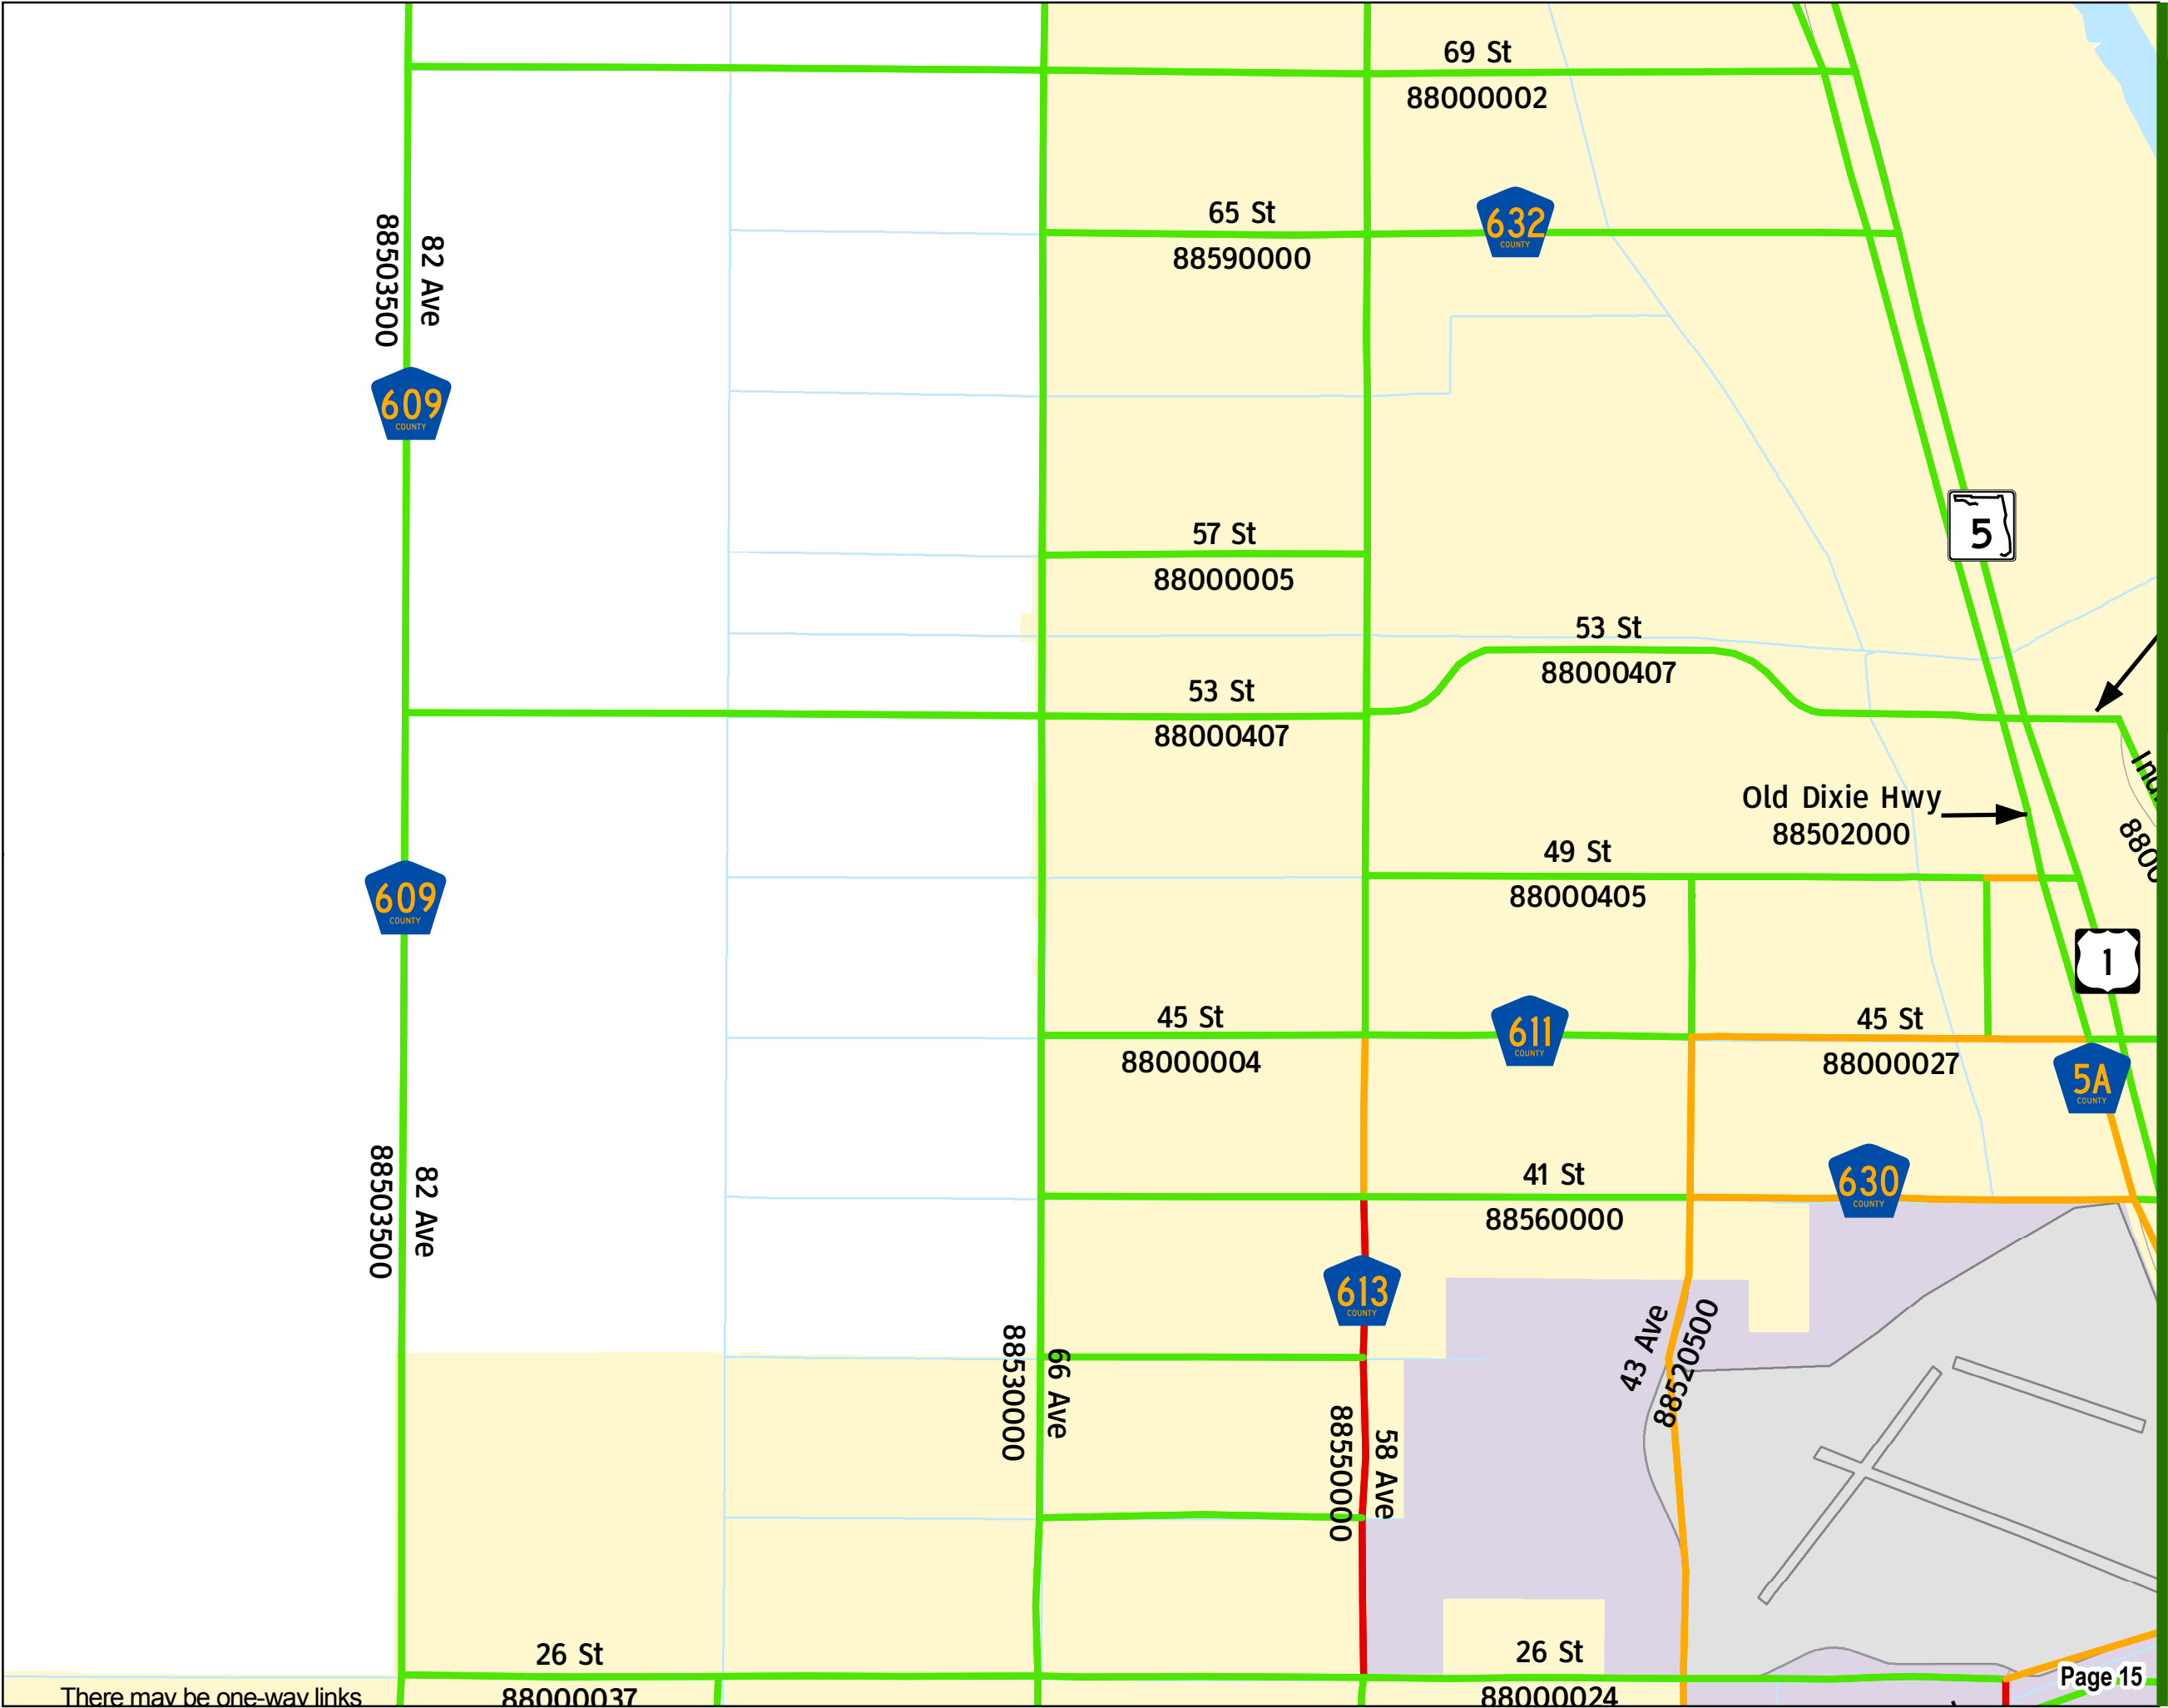 69 St
88000002
65 St
88590000
632
COUNTY
82 Ave
88503500
609
COUNTY
5
57 St
88000005
53 St
88000407
53 St
88000407
Old Dixie Hwy
88502000
49 St
88000405
609
COUNTY
1
45 St
88000004
611
COUNTY
45 St
88000027
5A
COUNTY
82 Ave
88503500
41 St
88560000
630
COUNTY
613
COUNTY
43 Ave
88520500
66 Ave
88530000
58 Ave
88550000
26 St
88000037
26 St
88000024
Page 15
There may be one-way links